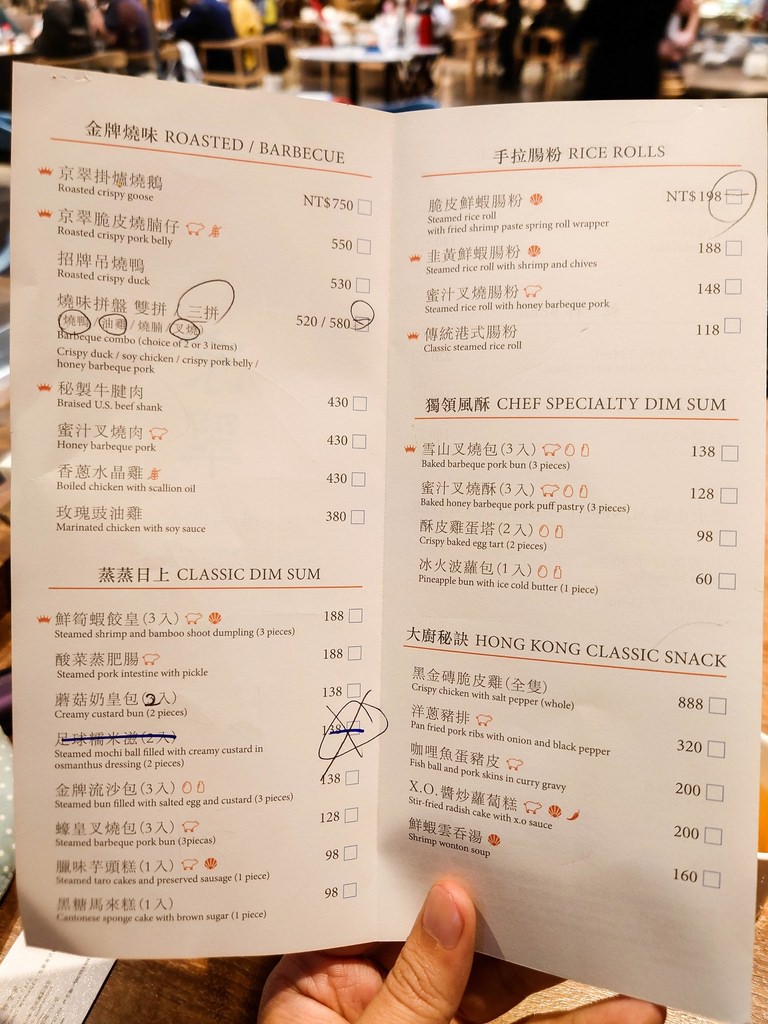 金牌燒味 ROASTED / BARBECUE
京翠掛爐燒鵝 NT$750
Roasted crispy goose
京翠脆皮燒腩仔 550
Roasted crispy pork belly
招牌吊燒鴨 530
Roasted crispy duck
燒味拼盤 雙拼 / 三拼 520 / 580
燒鴨 / 油雞 / 燒腩 / 叉燒
Barbeque combo (choice of 2 or 3 items)
Crispy duck / soy chicken / crispy pork belly /
honey barbeque pork
秘製牛腱肉 430
Braised U.S. beef shank
蜜汁叉燒肉 430
Honey barbeque pork
香蔥水晶雞 430
Boiled chicken with scallion oil
玫瑰豉油雞 380
Marinated chicken with soy sauce
蒸蒸日上 CLASSIC DIM SUM
鮮筍蝦餃皇(3入) 188
Steamed shrimp and bamboo shoot dumpling (3 pieces)
酸菜蒸肥腸 188
Steamed pork intestine with pickle
蘑菇奶皇包(3入) 138
Creamy custard bun (2 pieces)
足球糯米滋(2入) 138
Steamed mochi ball filled with creamy custard in
osmanthus dressing (2 pieces)
金牌流沙包(3入) 138
Steamed bun filled with salted egg and custard (3 pieces)
蠔皇叉燒包(3入) 128
Steamed barbeque pork bun (3piecas)
臘味芋頭糕(1入) 98
Steamed taro cakes and preserved sausage (1 piece)
黑糖馬來糕(1入) 98
Cantonese sponge cake with brown sugar (1 piece)
手拉腸粉 RICE ROLLS
脆皮鮮蝦腸粉 NT$198
Steamed rice roll
with fried shrimp paste spring roll wrapper
韭黃鮮蝦腸粉 188
Steamed rice roll with shrimp and chives
蜜汁叉燒腸粉 148
Steamed rice roll with honey barbeque pork
傳統港式腸粉 118
Classic steamed rice roll
獨領風酥 CHEF SPECIALTY DIM SUM
雪山叉燒包(3入) 138
Baked barbeque pork bun (3 pieces)
蜜汁叉燒酥(3入) 128
Baked honey barbeque pork puff pastry (3 pieces)
酥皮雞蛋塔(2入) 98
Crispy baked egg tart (2 pieces)
冰火菠蘿包(1入) 60
Pineapple bun with ice cold butter (1 piece)
大廚秘訣 HONG KONG CLASSIC SNACK
黑金磚脆皮雞(全隻) 888
Crispy chicken with salt pepper (whole)
洋蔥豬排 320
Pan fried pork ribs with onion and black pepper
咖哩魚蛋豬皮 200
Fish ball and pork skins in curry gravy
X.O.醬炒蘿蔔糕 200
Stir-fried radish cake with x.o sauce
鮮蝦雲吞湯 160
Shrimp wonton soup